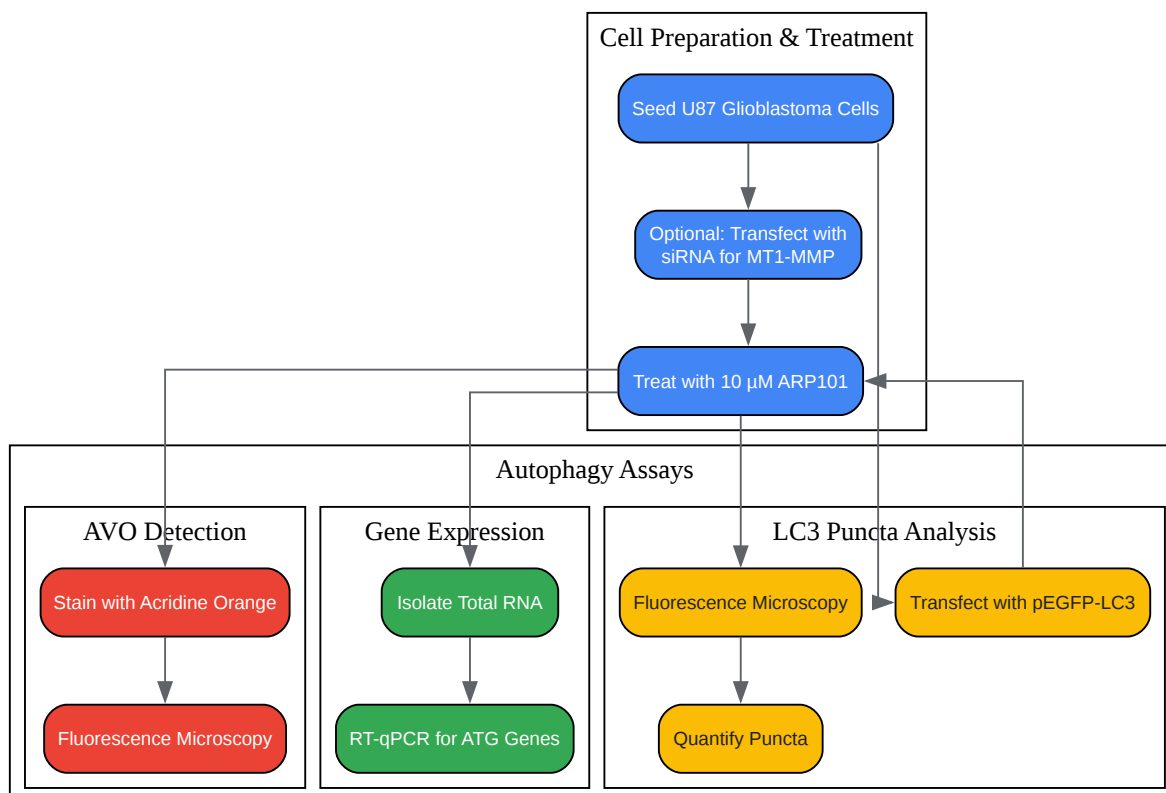 Cell Preparation & Treatment
Seed U87 Glioblastoma Cells
Optional: Transfect with
siRNA for MT1-MMP
Treat with 10 µM ARP101
Autophagy Assays
AVO Detection
Stain with Acridine Orange
Fluorescence Microscopy
Gene Expression
Isolate Total RNA
RT-qPCR for ATG Genes
LC3 Puncta Analysis
Fluorescence Microscopy
Transfect with pEGFP-LC3
Quantify Puncta